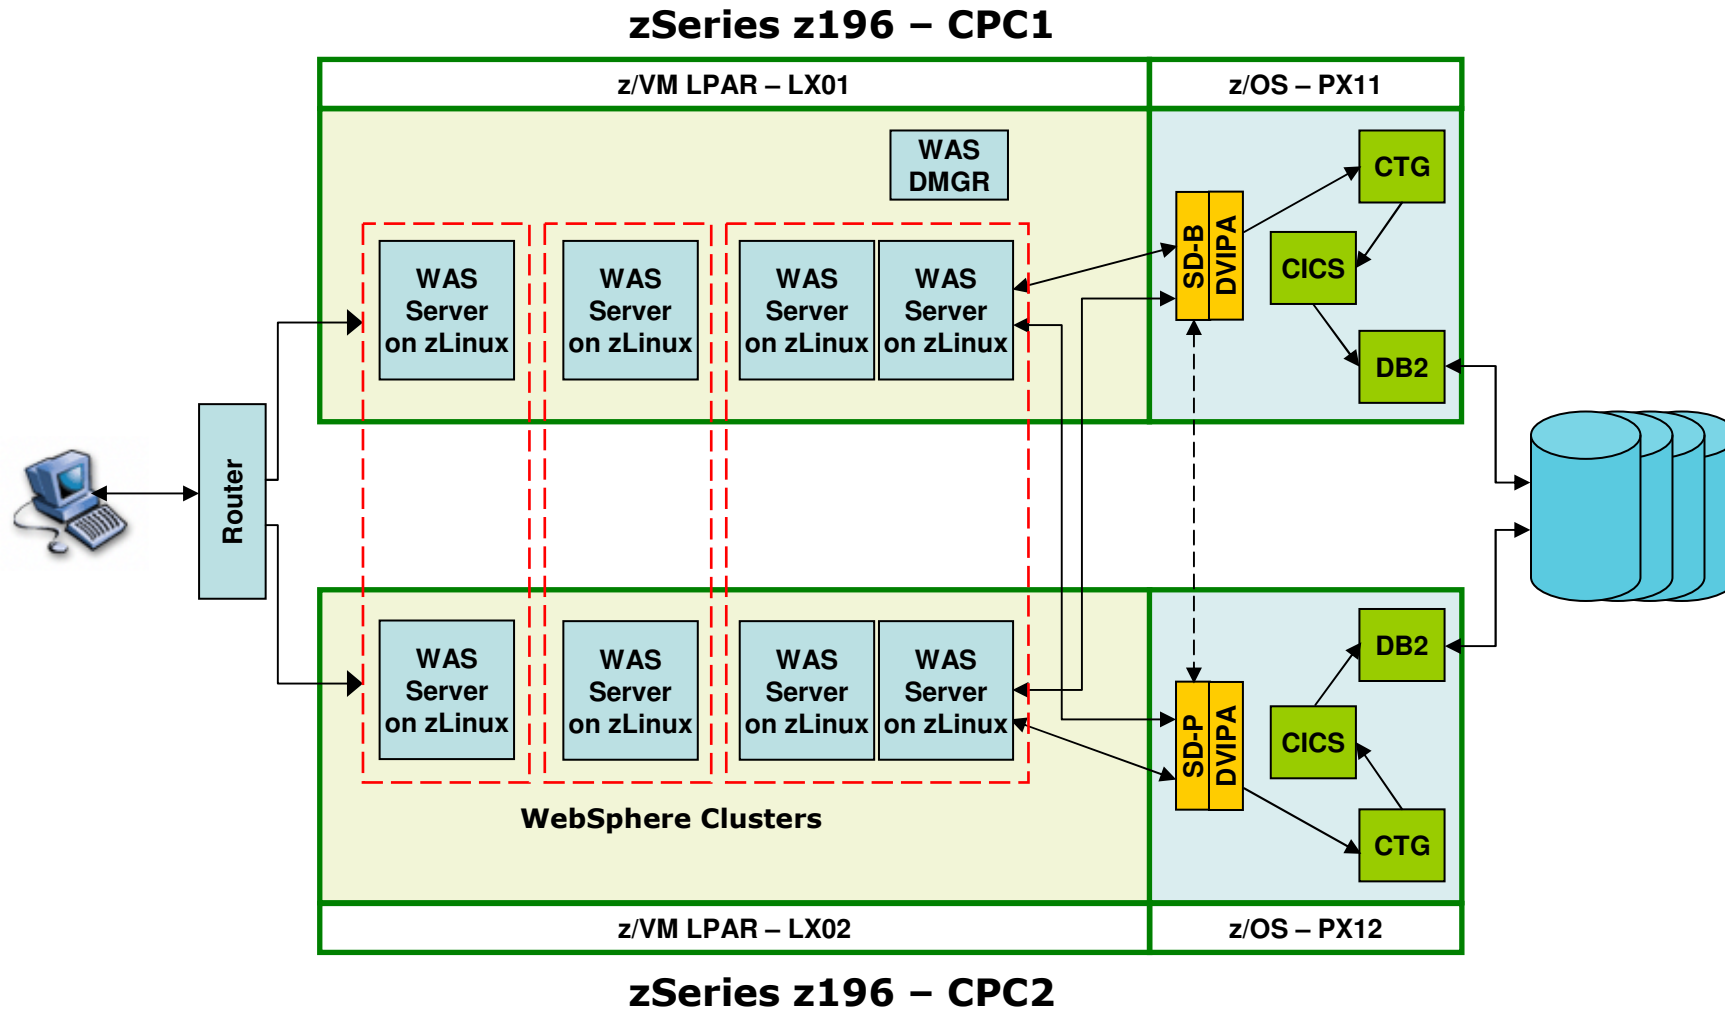 zSeries z196 – CPC1
z/VM LPAR – LX01
z/OS – PX11
WAS
DMGR
CTG
SD-B
DVIPA
CICS
DB2
WAS
Server
on zLinux
WAS
Server
on zLinux
WAS
Server
on zLinux
WAS
Server
on zLinux
Router
WAS
Server
on zLinux
WAS
Server
on zLinux
WAS
Server
on zLinux
WAS
Server
on zLinux
DB2
SD-P
DVIPA
CICS
CTG
WebSphere Clusters
z/VM LPAR – LX02
z/OS – PX12
zSeries z196 – CPC2